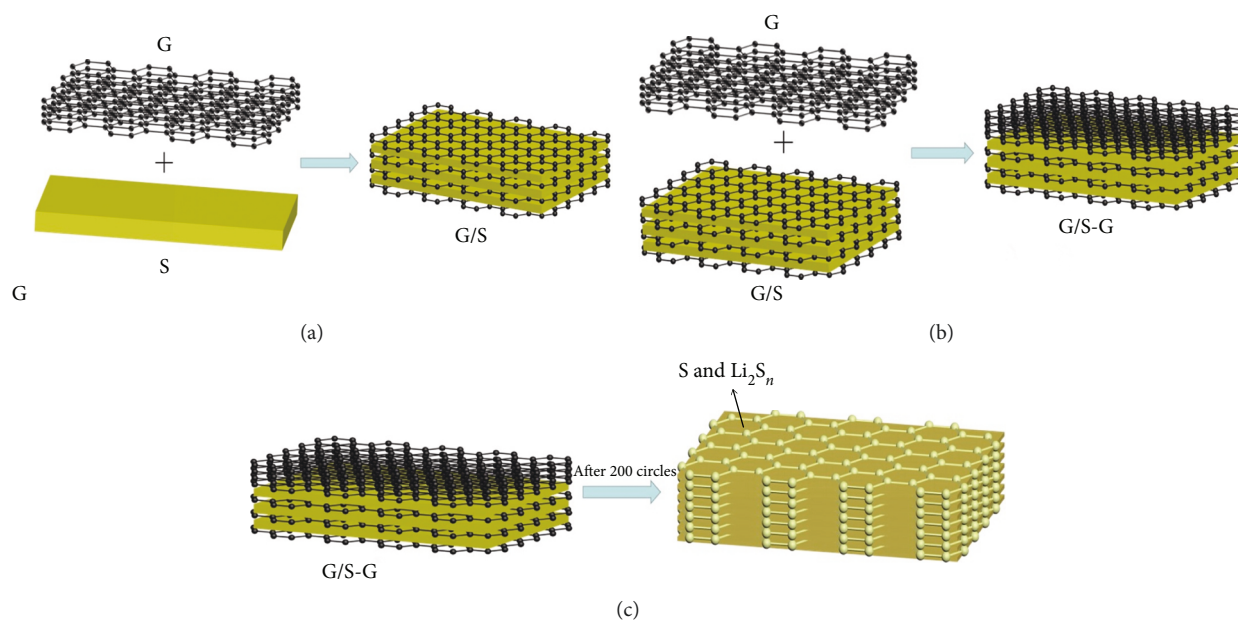 G
+
S
G/S
G
(a)
G
+
G/S
G/S-G
(b)
S and Li₂Sₙ
After 200 circles
G/S-G
(c)